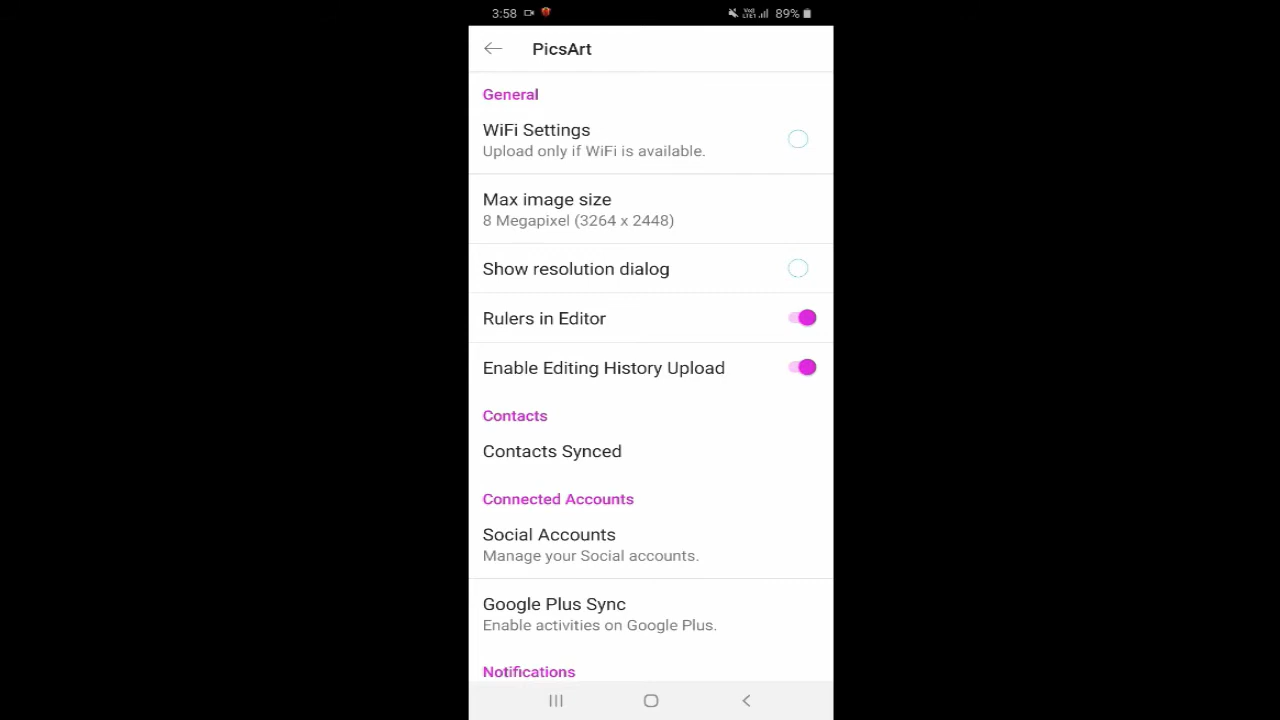 3:58
89%
PicsArt
General
WiFi Settings
Upload only if WiFi is available.
Max image size
8 Megapixel (3264 x 2448)
Show resolution dialog
Rulers in Editor
Enable Editing History Upload
Contacts
Contacts Synced
Connected Accounts
Social Accounts
Manage your Social accounts.
Google Plus Sync
Enable activities on Google Plus.
Notifications